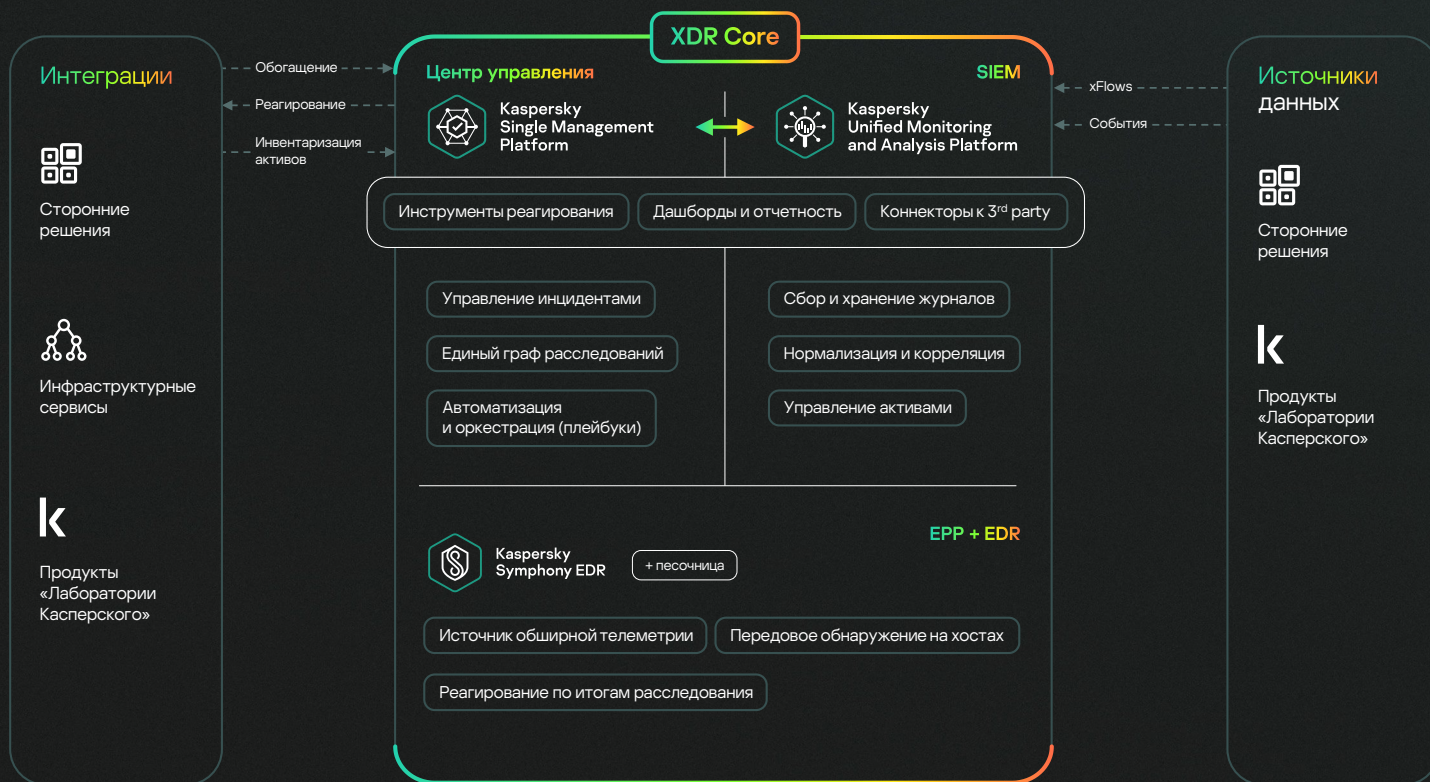 XDR Core
Интеграции
Сторонние
решения
Инфраструктурные
сервисы
Продукты
«Лаборатории
Касперского»
Обогащение
Реагирование
Инвентаризация
активов
Центр управления
Kaspersky
Single Management
Platform
SIEM
Kaspersky
Unified Monitoring
and Analysis Platform
Инструменты реагирования
Дашборды и отчетность
Коннекторы к 3rd party
Управление инцидентами
Единый граф расследований
Автоматизация
и оркестрация (плейбуки)
Сбор и хранение журналов
Нормализация и корреляция
Управление активами
EPP + EDR
Kaspersky
Symphony EDR
+ песочница
Источник обширной телеметрии
Передовое обнаружение на хостах
Реагирование по итогам расследования
xFlows
События
Источники
данных
Сторонние
решения
Продукты
«Лаборатории
Касперского»